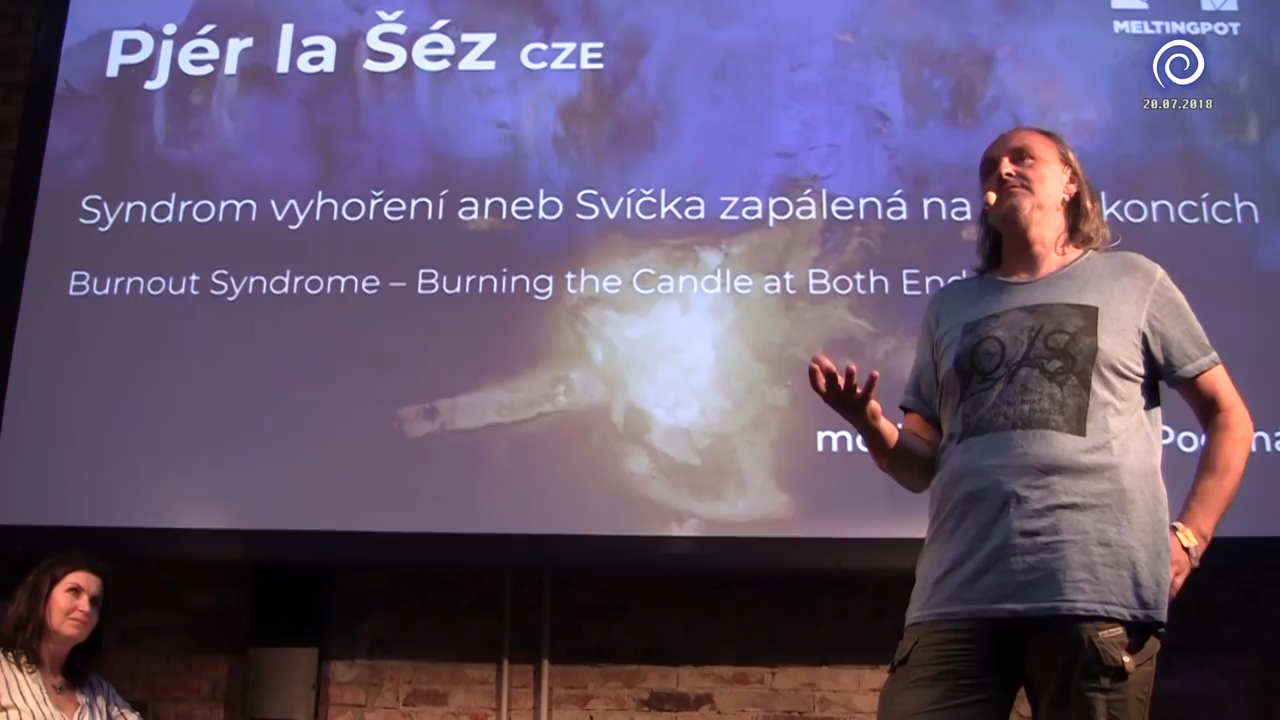 Pjér la Šéz CZE
MELTINGPOT
20.07.2018
Syndrom vyhoření aneb Svíčka zapálená na koncích
Burnout Syndrome – Burning the Candle at Both